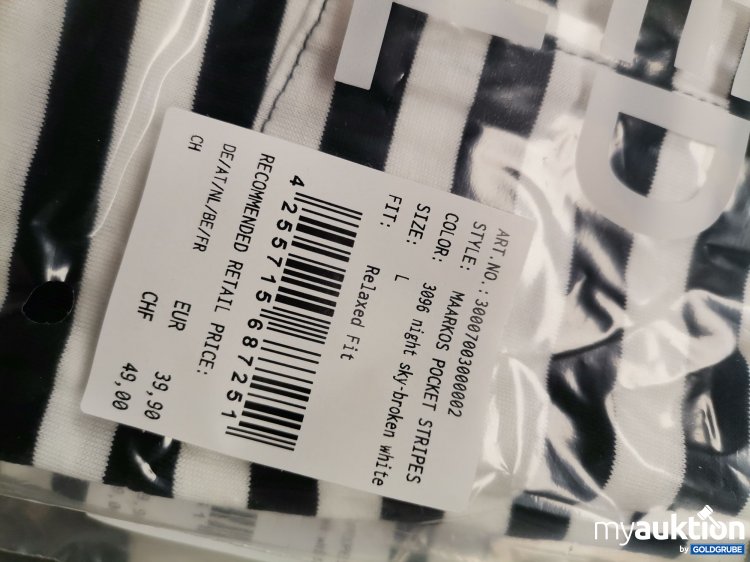 ART.NO.: 30007003000002
STYLE: MAARKOS POCKET STRIPES
COLOR: 3096 night sky-broken white
SIZE: L
FIT: Relaxed Fit
4 255715 687251
RECOMMENDED RETAIL PRICE:
DE/AT/NL/BE/FR EUR 39,90
CH CHF 49,00
myauktion
by GOLDGRUBE